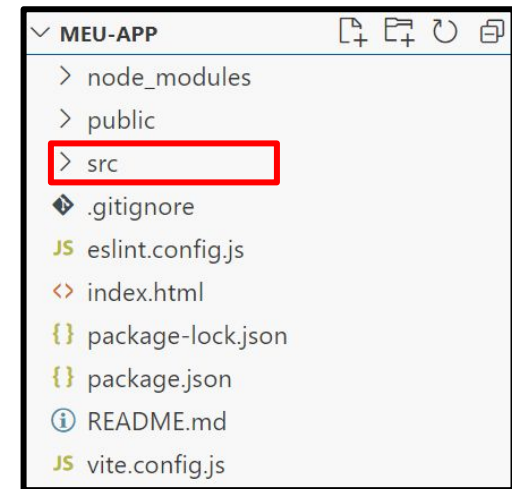 MEU-APP
node_modules
public
src
.gitignore
JS eslint.config.js
<> index.html
{} package-lock.json
{} package.json
README.md
JS vite.config.js